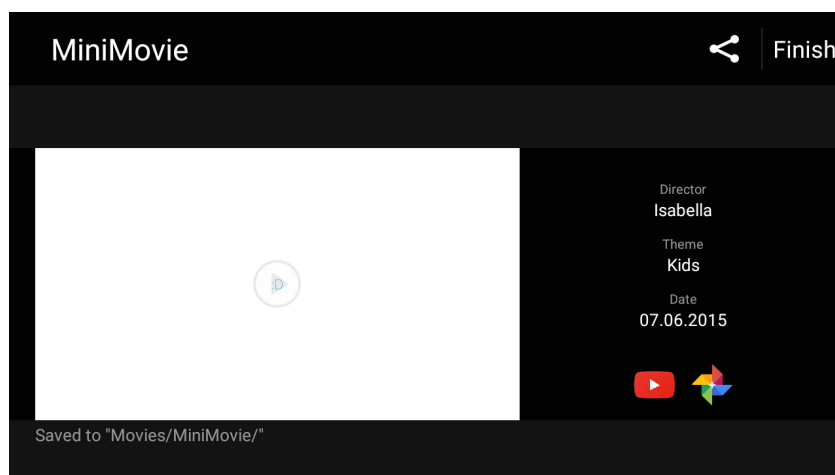 MiniMovie
Finish
Director
Isabella
Theme
Kids
Date
07.06.2015
:D
Saved to "Movies/MiniMovie/"